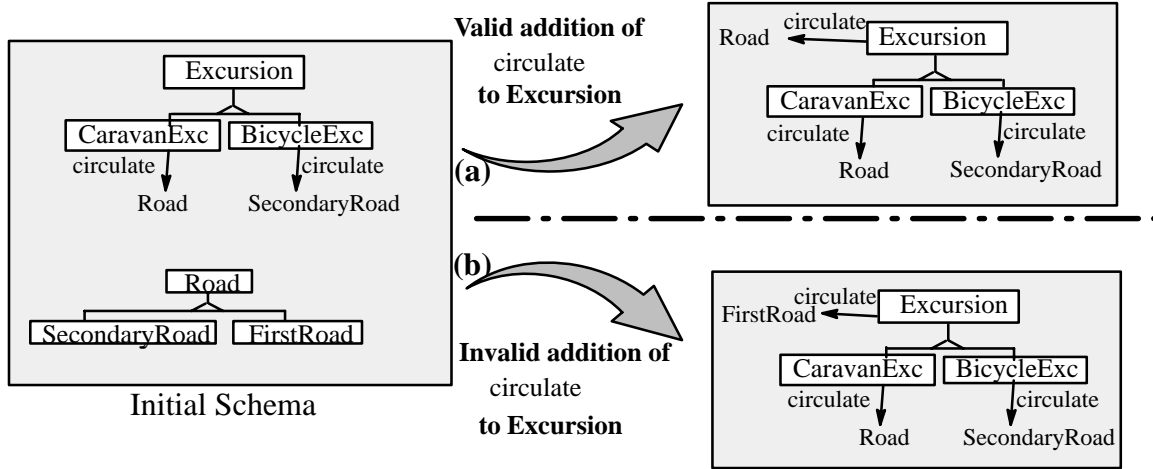 Excursion
CaravanExc BicycleExc
circulate circulate
Road SecondaryRoad
Road
SecondaryRoad FirstRoad
Initial Schema
Valid addition of
circulate
to Excursion
(a)
(b)
Invalid addition of
circulate
to Excursion
circulate
Road Excursion
CaravanExc BicycleExc
circulate circulate
Road SecondaryRoad
circulate
FirstRoad Excursion
CaravanExc BicycleExc
circulate circulate
Road SecondaryRoad